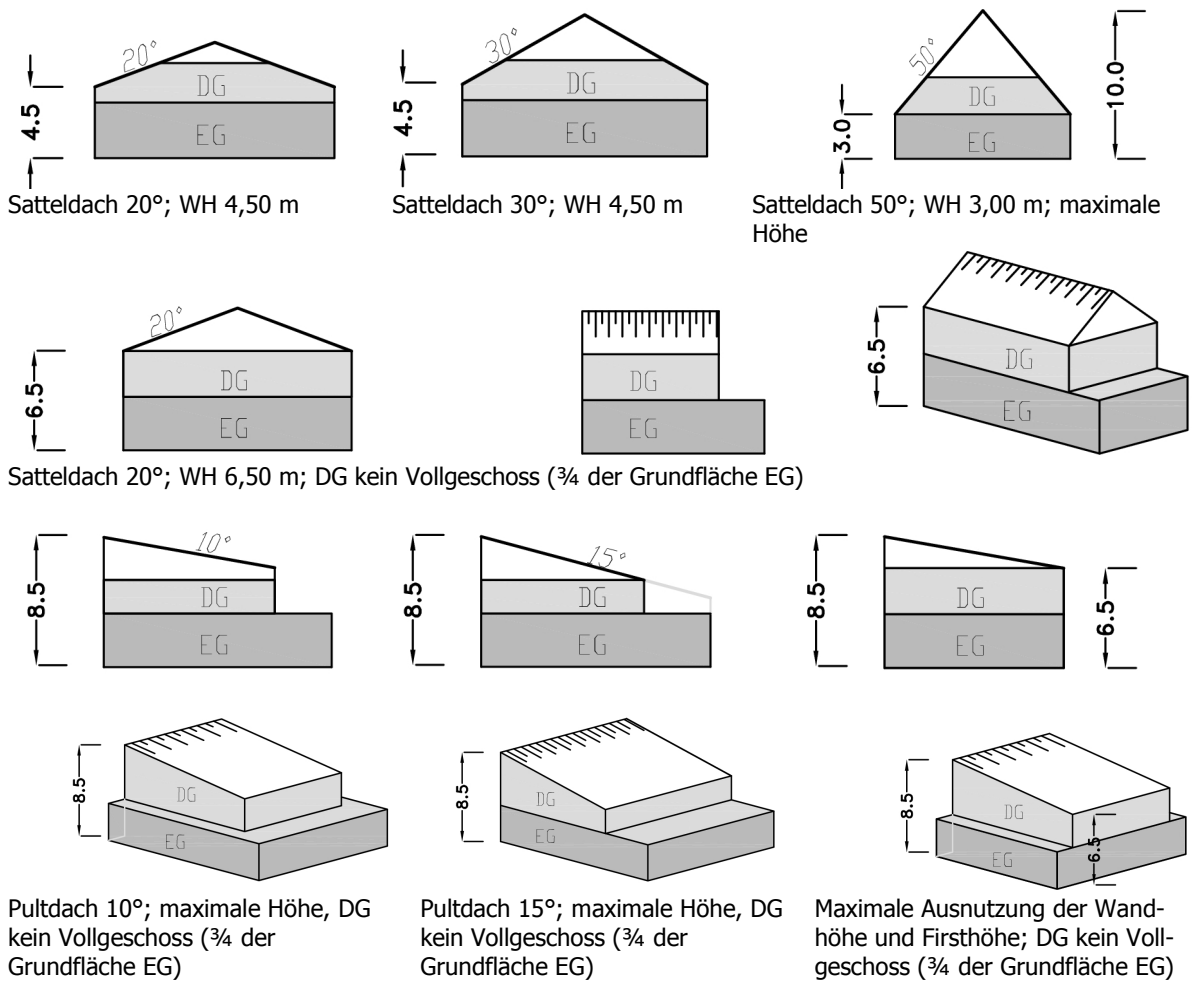 20°
DG
EG
4.5
30°
DG
EG
4.5
50°
DG
EG
3.0
10.0
Satteldach 20°; WH 4,50 m
Satteldach 30°; WH 4,50 m
Satteldach 50°; WH 3,00 m; maximale
Höhe
20°
DG
EG
6.5
DG
EG
DG
EG
6.5
Satteldach 20°; WH 6,50 m; DG kein Vollgeschoss (¾ der Grundfläche EG)
10°
DG
EG
8.5
15°
DG
EG
8.5
DG
EG
8.5
6.5
DG
EG
8.5
DG
EG
8.5
DG
EG
8.5
6.5
Pultdach 10°; maximale Höhe, DG
kein Vollgeschoss (¾ der
Grundfläche EG)
Pultdach 15°; maximale Höhe, DG
kein Vollgeschoss (¾ der
Grundfläche EG)
Maximale Ausnutzung der Wand-
höhe und Firsthöhe; DG kein Voll-
geschoss (¾ der Grundfläche EG)